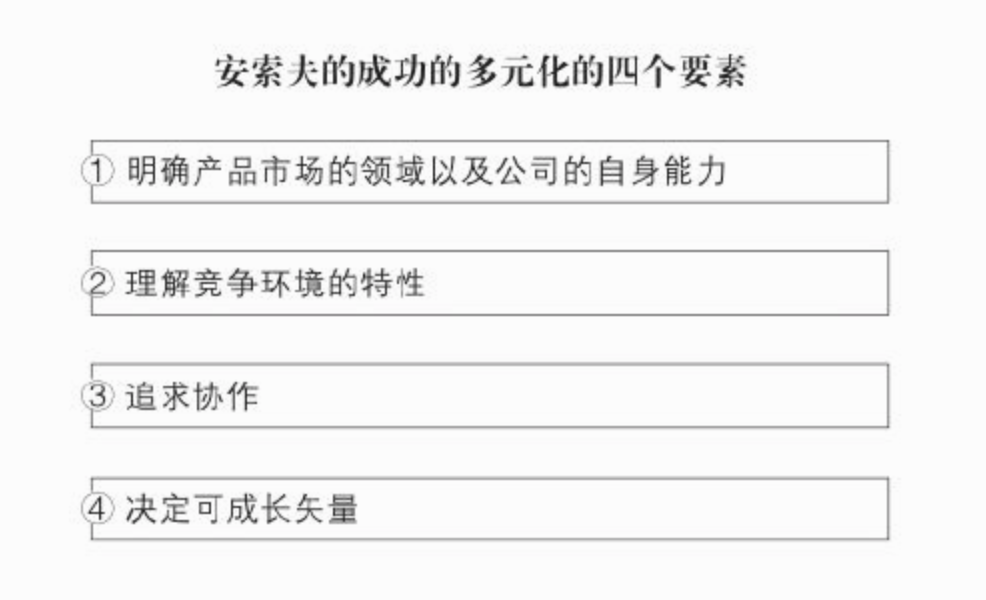 安索夫的成功的多元化的四个要素
① 明确产品市场的领域以及公司的自身能力
② 理解竞争环境的特性
③ 追求协作
④ 决定可成长矢量